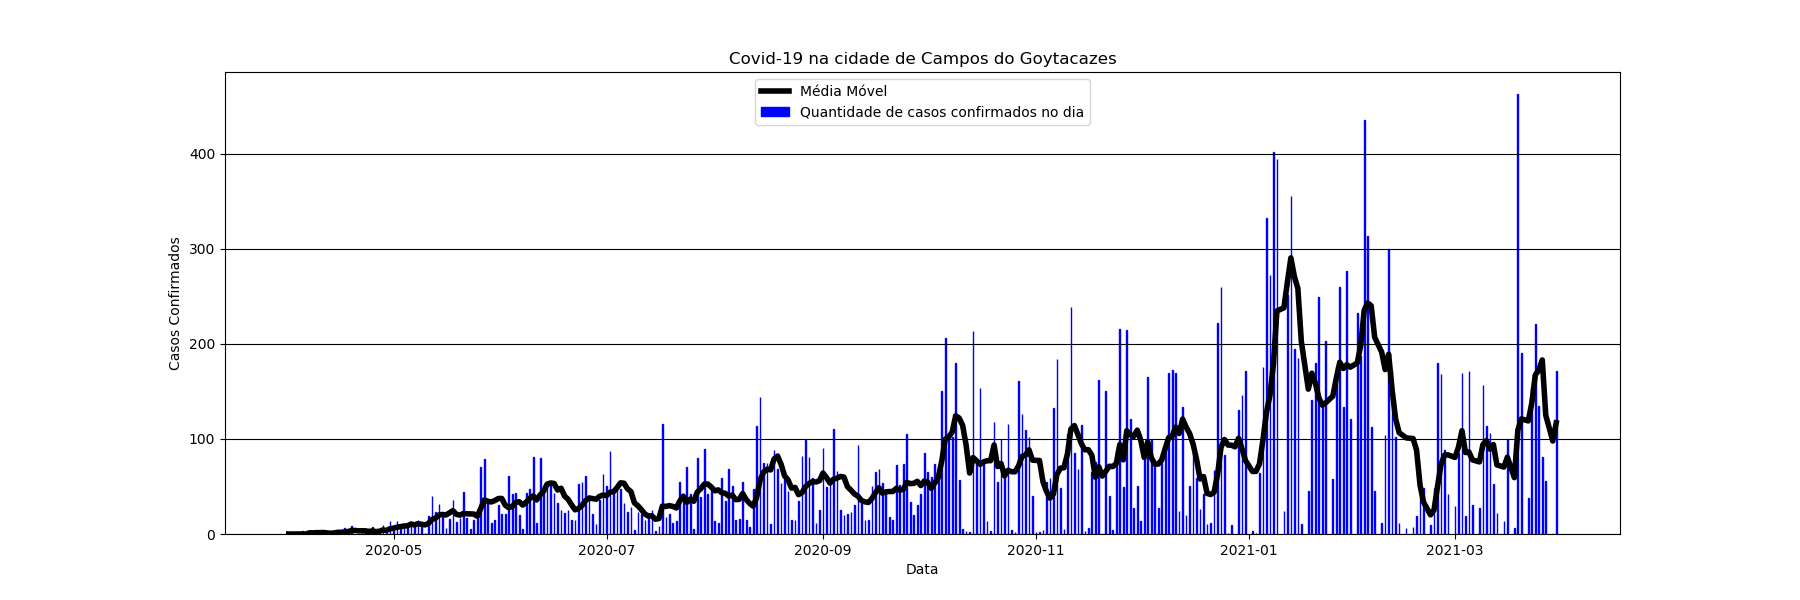 Covid-19 na cidade de Campos do Goytacazes
Média Móvel
Quantidade de casos confirmados no dia
Casos Confirmados
400
300
200
100
0
2020-05
2020-07
2020-09
2020-11
2021-01
2021-03
Data